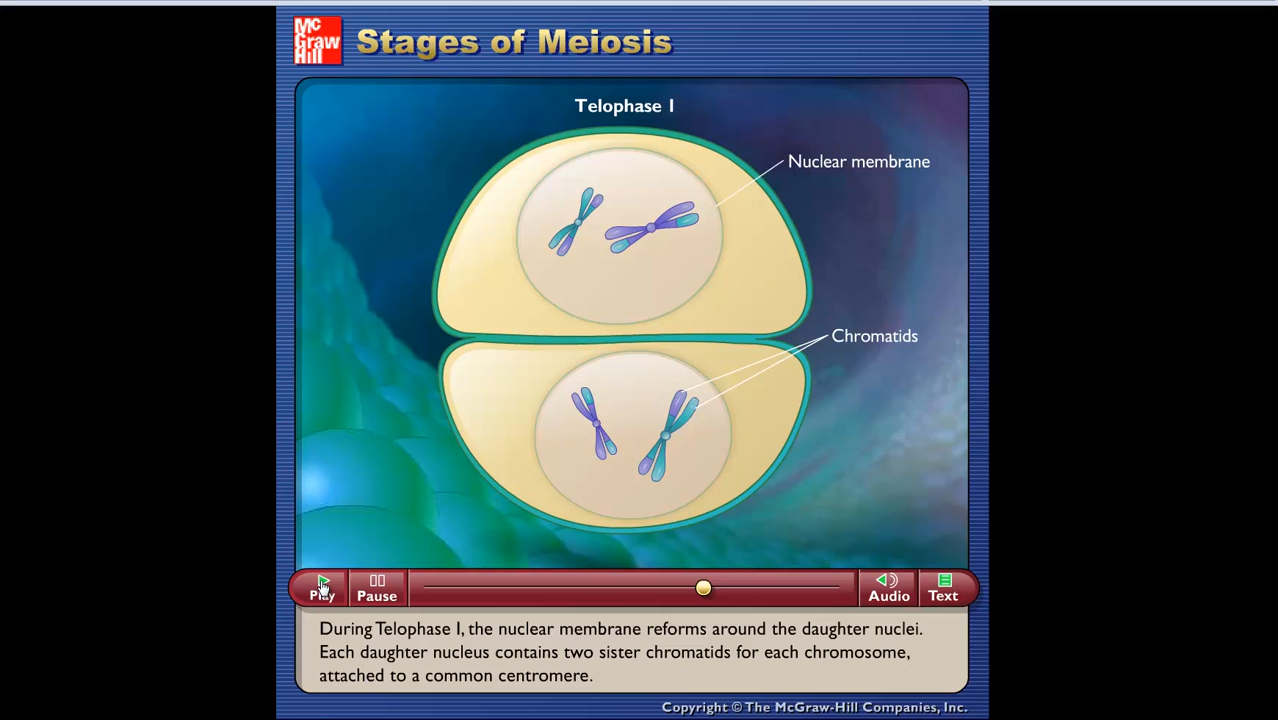 Mc
Graw
Hill
Stages of Meiosis
Telophase I
Nuclear membrane
Chromatids
Play
Pause
Audio
Text
During Telophase I, the nuclear membrane reforms around the daughter nuclei.
Each daughter nucleus contains two sister chromatids for each chromosome,
attached to a common centromere.
Copyright © The McGraw-Hill Companies, Inc.